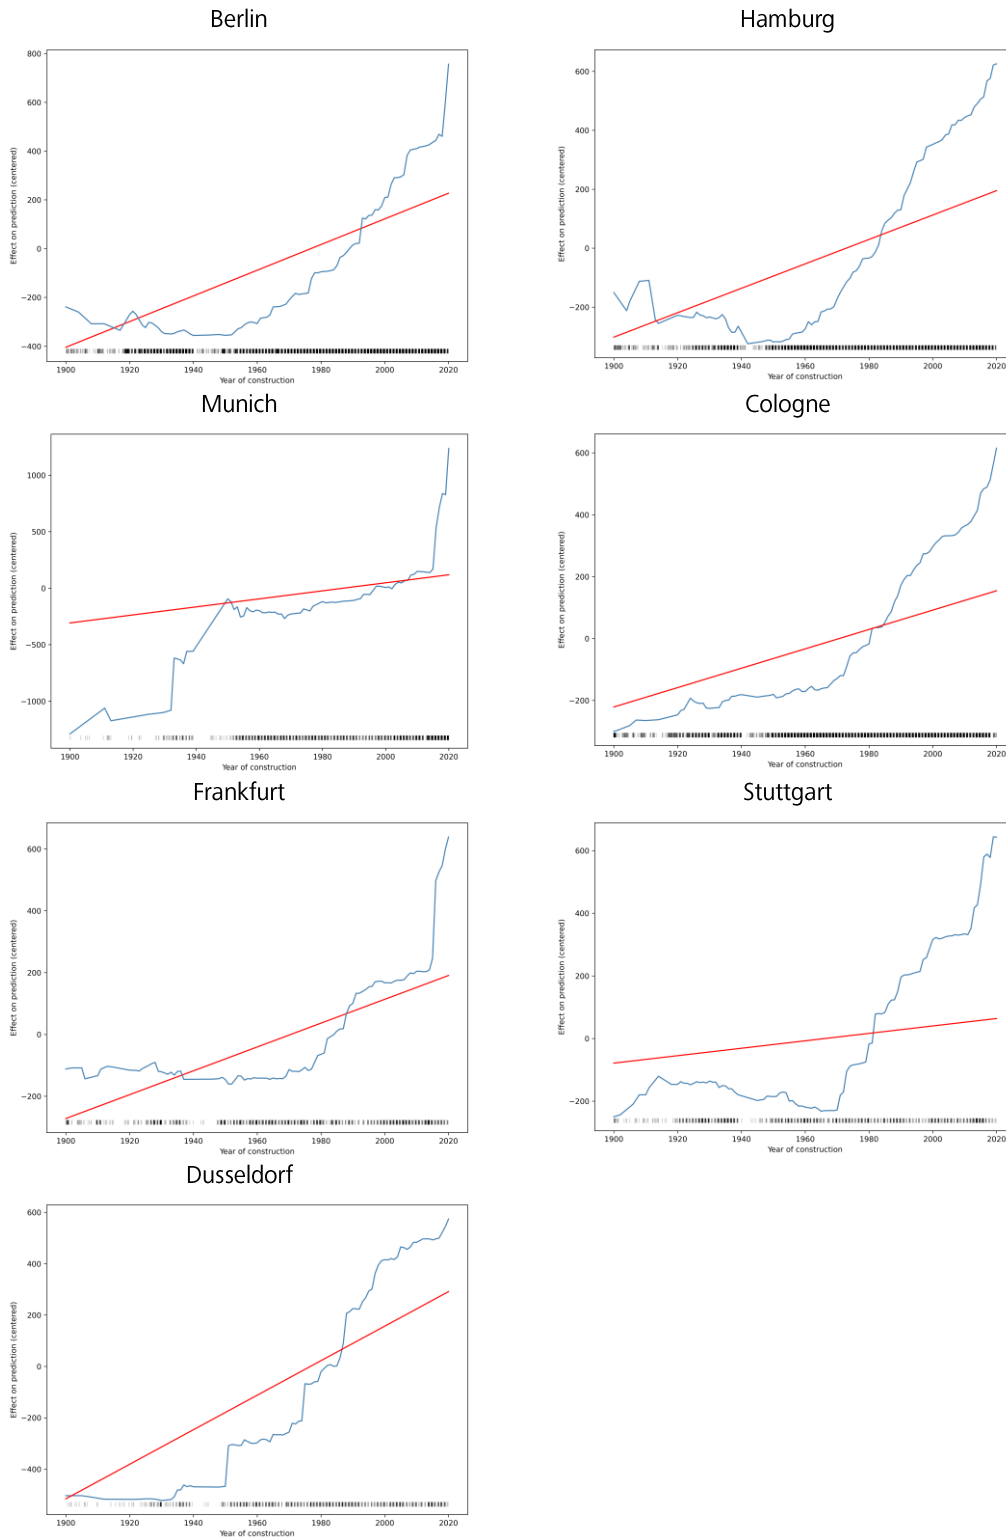 Berlin
800
600
400
200
0
−200
−400
Effect on prediction (centered)
1900 1920 1940 1960 1980 2000 2020
Year of construction
Hamburg
600
400
200
0
−200
Effect on prediction (centered)
1900 1920 1940 1960 1980 2000 2020
Year of construction
Munich
1000
500
0
−500
−1000
Effect on prediction (centered)
1900 1920 1940 1960 1980 2000 2020
Year of construction
Cologne
600
400
200
0
−200
Effect on prediction (centered)
1900 1920 1940 1960 1980 2000 2020
Year of construction
Frankfurt
600
400
200
0
−200
Effect on prediction (centered)
1900 1920 1940 1960 1980 2000 2020
Year of construction
Stuttgart
600
400
200
0
−200
Effect on prediction (centered)
1900 1920 1940 1960 1980 2000 2020
Year of construction
Dusseldorf
600
400
200
0
−200
−400
Effect on prediction (centered)
1900 1920 1940 1960 1980 2000 2020
Year of construction